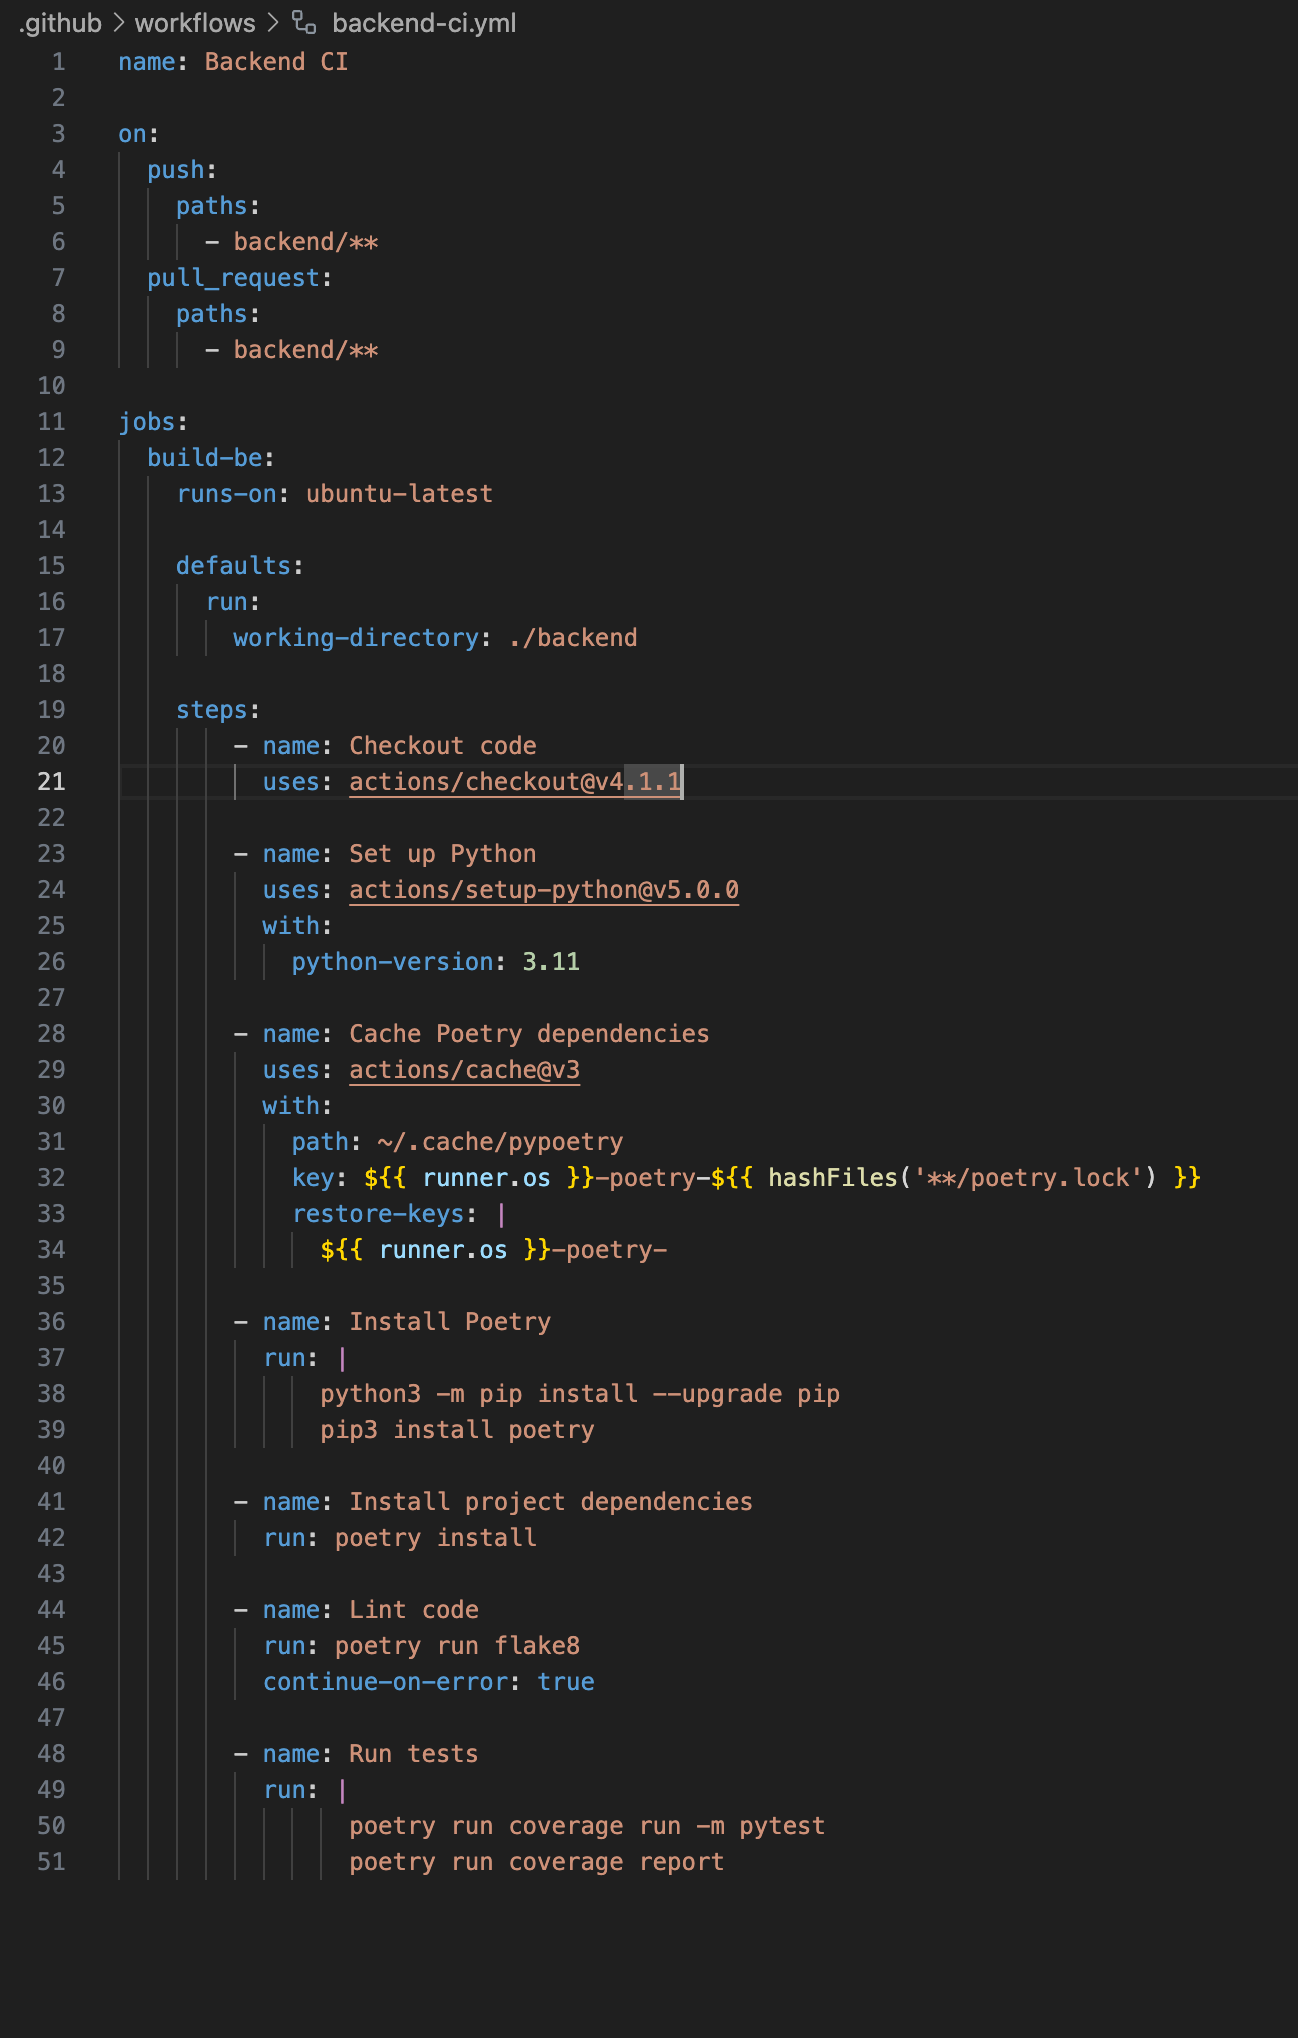 .github > workflows > backend-ci.yml
1 name: Backend CI
2
3 on:
4   push:
5     paths:
6       - backend/**
7   pull_request:
8     paths:
9       - backend/**
10
11 jobs:
12   build-be:
13     runs-on: ubuntu-latest
14
15     defaults:
16       run:
17         working-directory: ./backend
18
19     steps:
20         - name: Checkout code
21           uses: actions/checkout@v4.1.1
22
23         - name: Set up Python
24           uses: actions/setup-python@v5.0.0
25           with:
26             python-version: 3.11
27
28         - name: Cache Poetry dependencies
29           uses: actions/cache@v3
30           with:
31             path: ~/.cache/pypoetry
32             key: ${{ runner.os }}-poetry-${{ hashFiles('**/poetry.lock') }}
33             restore-keys: |
34               ${{ runner.os }}-poetry-
35
36         - name: Install Poetry
37           run: |
38               python3 -m pip install --upgrade pip
39               pip3 install poetry
40
41         - name: Install project dependencies
42           run: poetry install
43
44         - name: Lint code
45           run: poetry run flake8
46           continue-on-error: true
47
48         - name: Run tests
49           run: |
50                 poetry run coverage run -m pytest
51                 poetry run coverage report